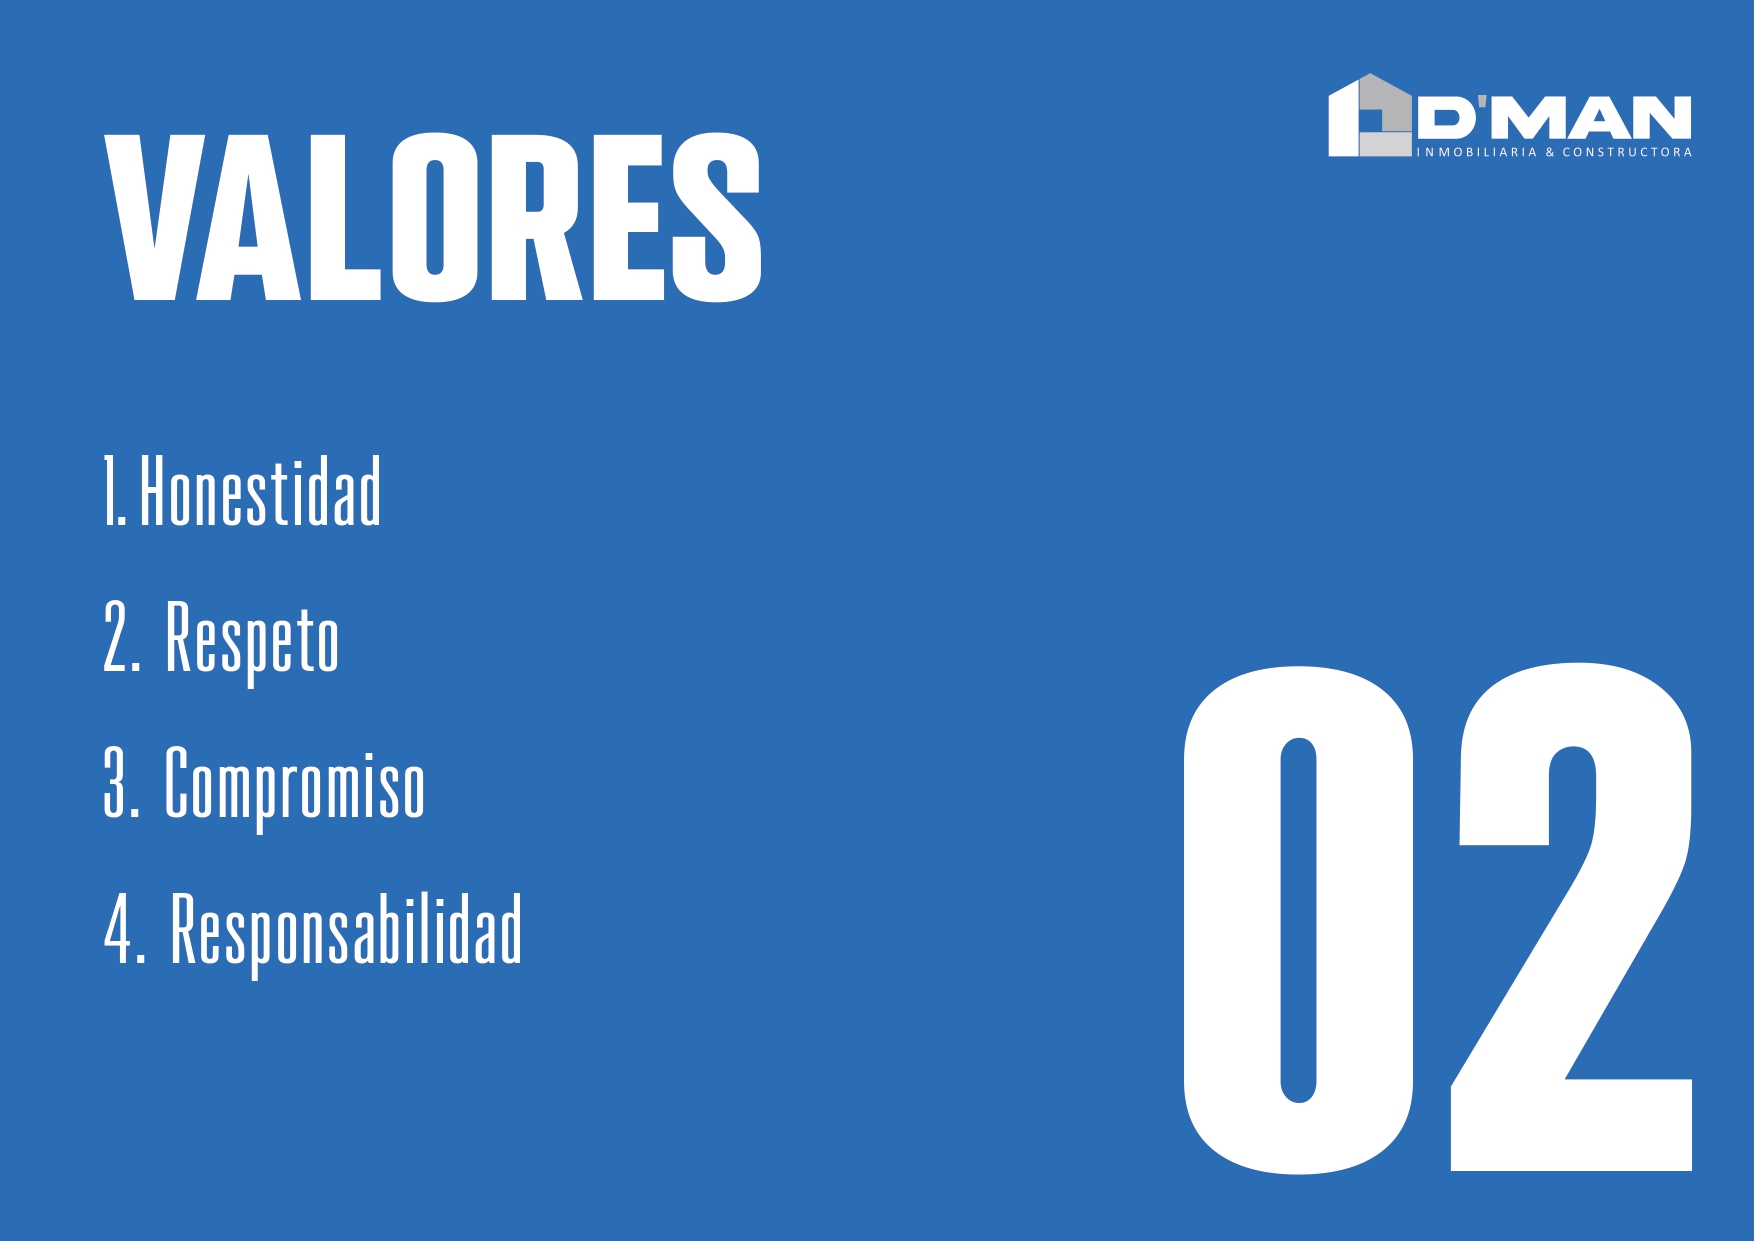 D'MAN
INMOBILIARIA & CONSTRUCTORA
VALORES
1. Honestidad
2. Respeto
3. Compromiso
4. Responsabilidad
02